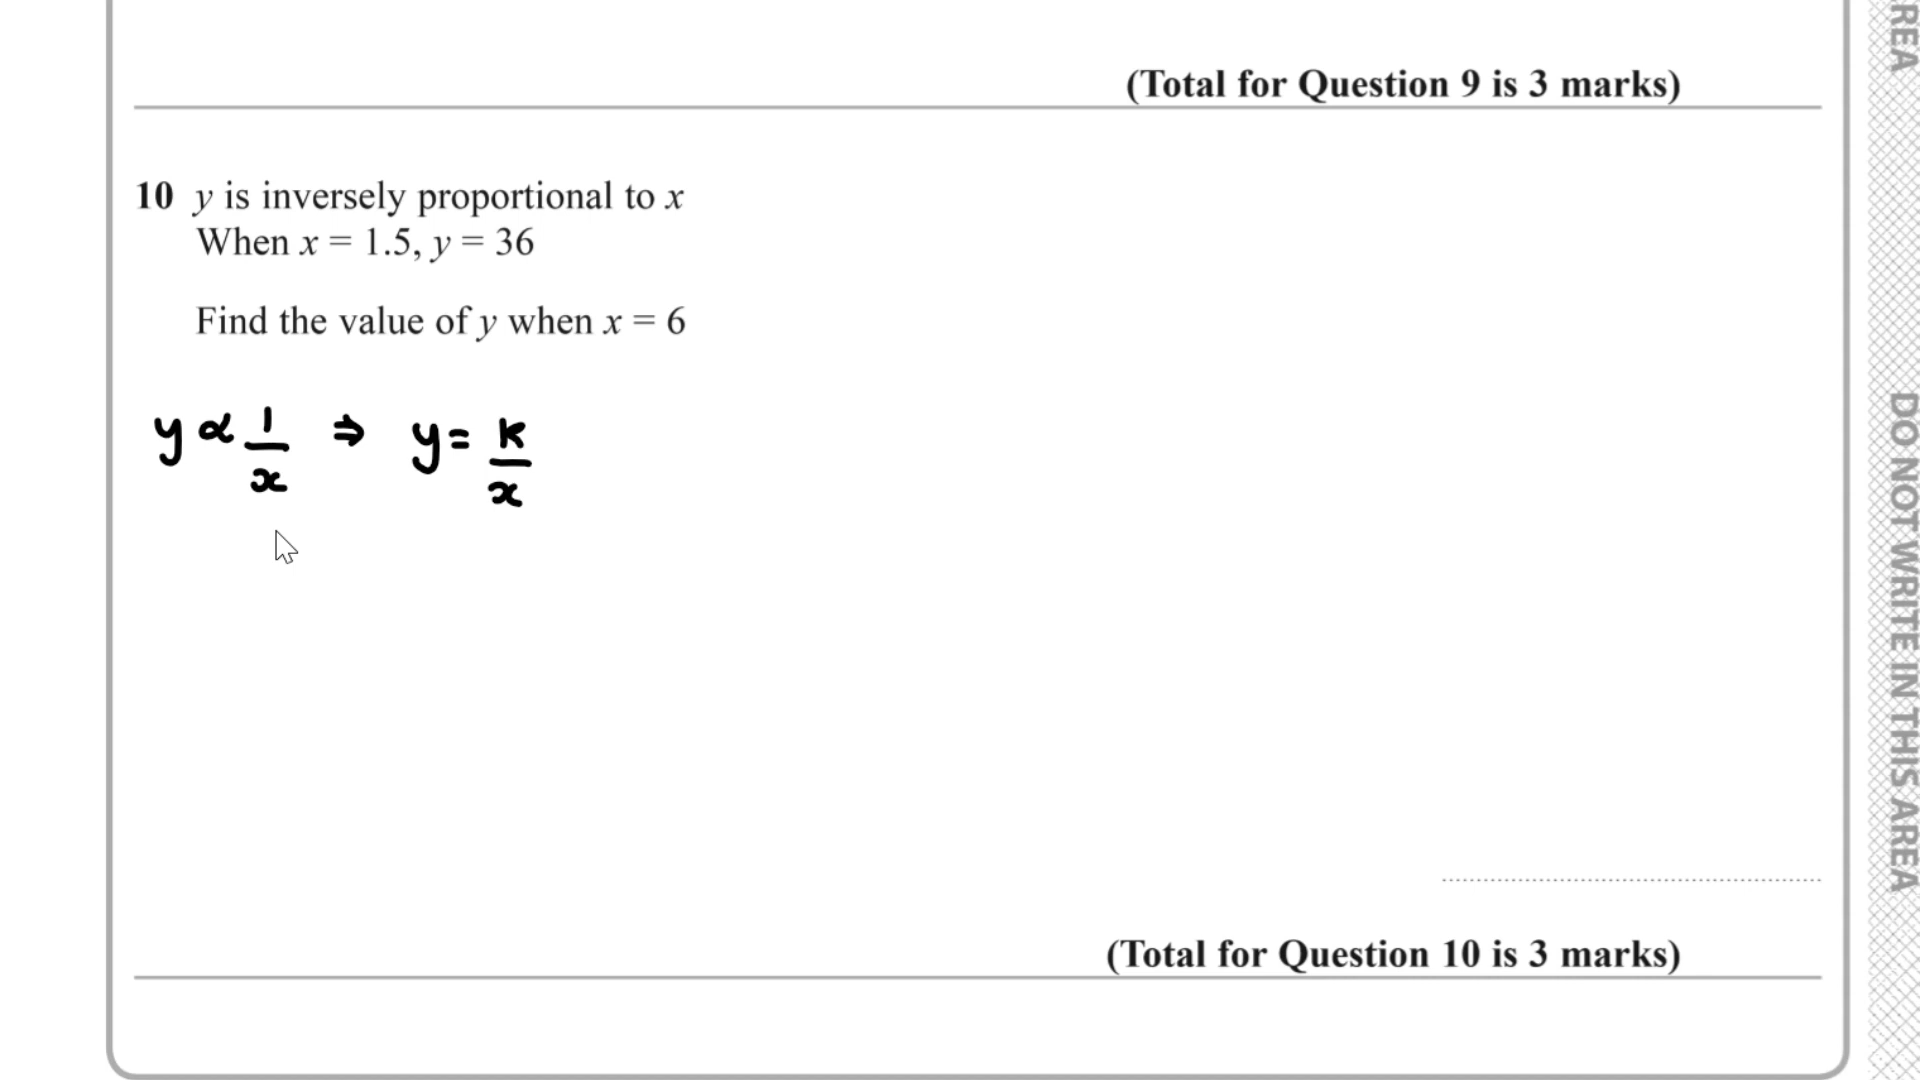 (Total for Question 9 is 3 marks)
10 y is inversely proportional to x
When x = 1.5, y = 36
Find the value of y when x = 6
y ∝ 1/x ⇒ y = k/x
(Total for Question 10 is 3 marks)
REA
DO NOT WRITE IN THIS AREA